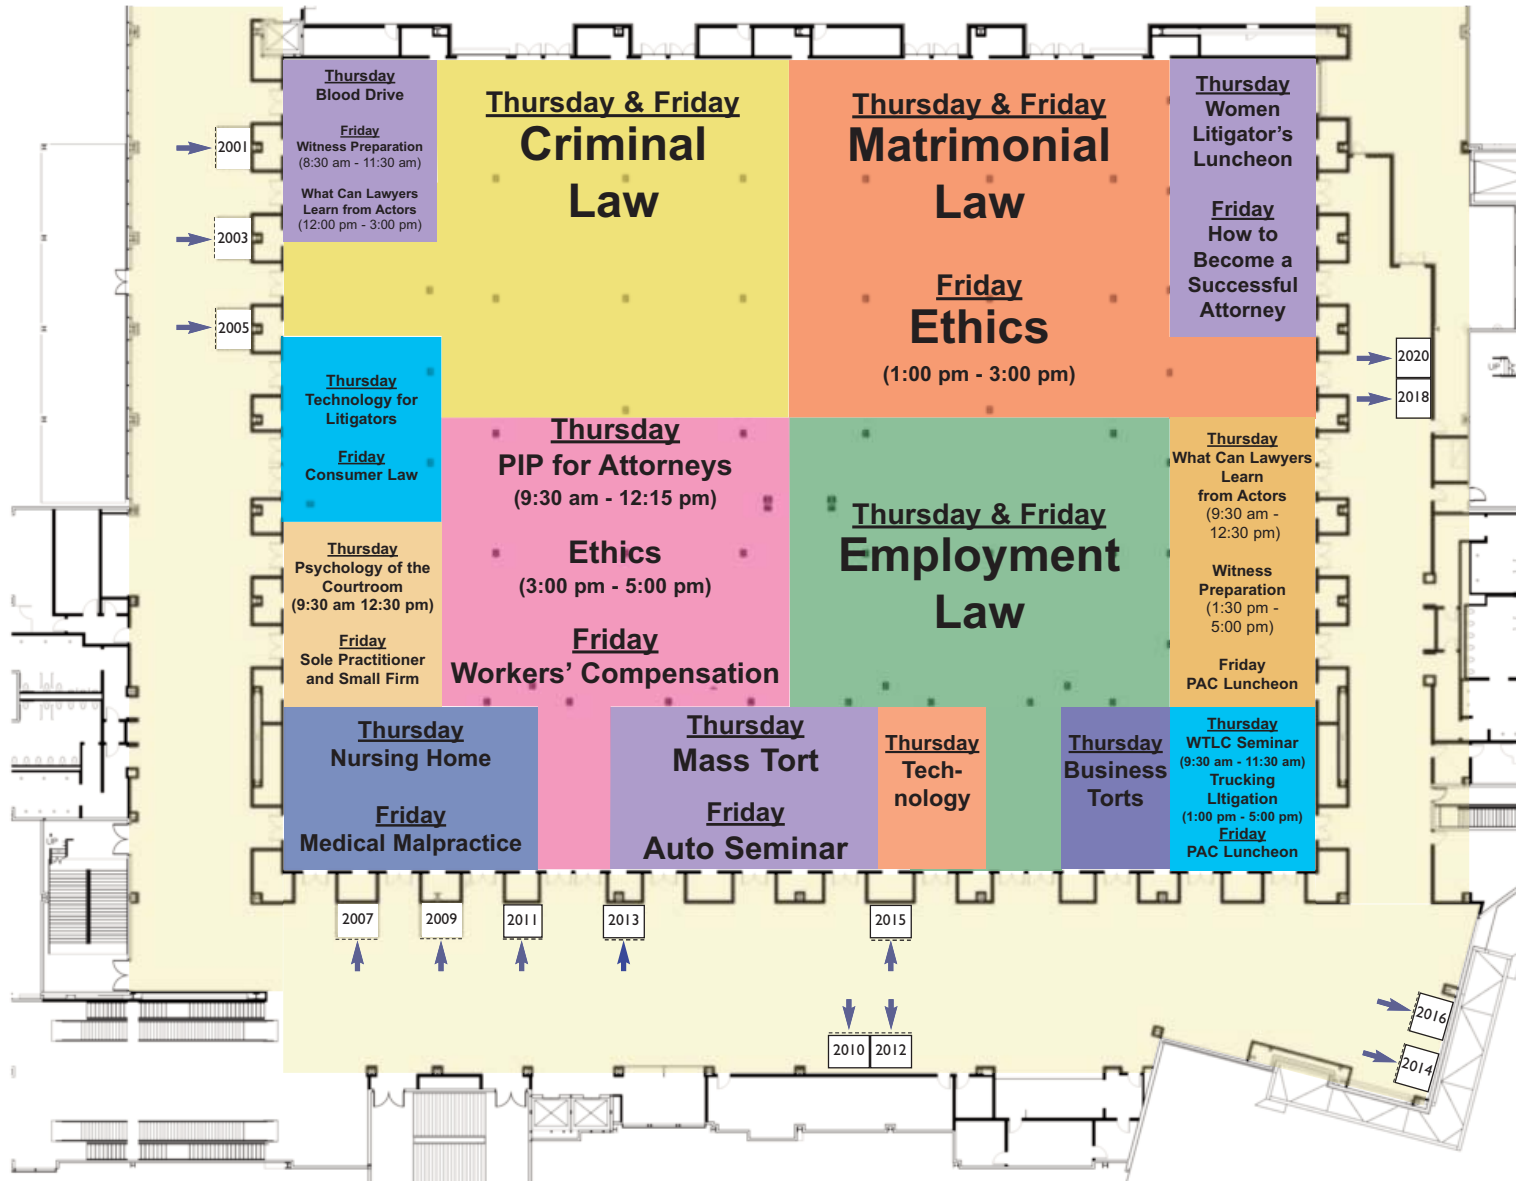 Thursday
Blood Drive
Friday
Witness Preparation
(8:30 am - 11:30 am)
What Can Lawyers
Learn from Actors
(12:00 pm - 3:00 pm)
Thursday & Friday
Criminal
Law
Thursday & Friday
Matrimonial
Law
Friday
Ethics
(1:00 pm - 3:00 pm)
Thursday
Women
Litigator's
Luncheon
Friday
How to
Become a
Successful
Attorney
2001
2003
2005
2020
2018
UP
Thursday
Technology for
Litigators
Friday
Consumer Law
Thursday
PIP for Attorneys
(9:30 am - 12:15 pm)
Ethics
(3:00 pm - 5:00 pm)
Friday
Workers' Compensation
Thursday & Friday
Employment
Law
Thursday
What Can Lawyers
Learn
from Actors
(9:30 am -
12:30 pm)
Witness
Preparation
(1:30 pm -
5:00 pm)
Friday
PAC Luncheon
Thursday
Psychology of the
Courtroom
(9:30 am 12:30 pm)
Friday
Sole Practitioner
and Small Firm
Thursday
Nursing Home
Friday
Medical Malpractice
Thursday
Mass Tort
Friday
Auto Seminar
Thursday
Tech-
nology
Thursday
Business
Torts
Thursday
WTLC Seminar
(9:30 am - 11:30 am)
Trucking
LItigation
(1:00 pm - 5:00 pm)
Friday
PAC Luncheon
UP
2007
2009
2011
2013
2015
2010
2012
2016
2014